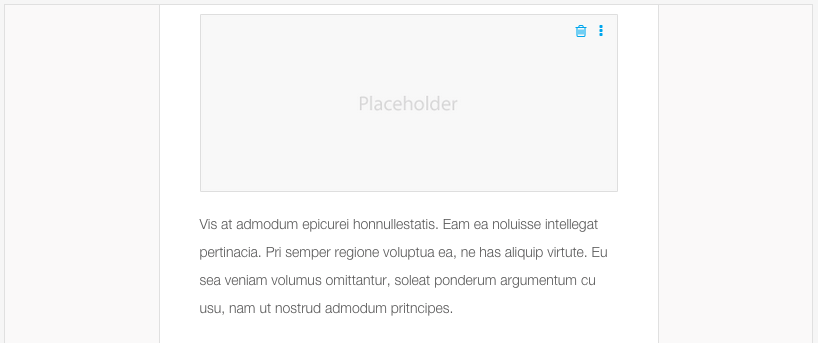 Placeholder
Vis at admodum epicurei honnullestatis. Eam ea noluisse intellegat
pertinacia. Pri semper regione voluptua ea, ne has aliquip virtute. Eu
sea veniam volumus omittantur, soleat ponderum argumentum cu
usu, nam ut nostrud admodum pritncipes.